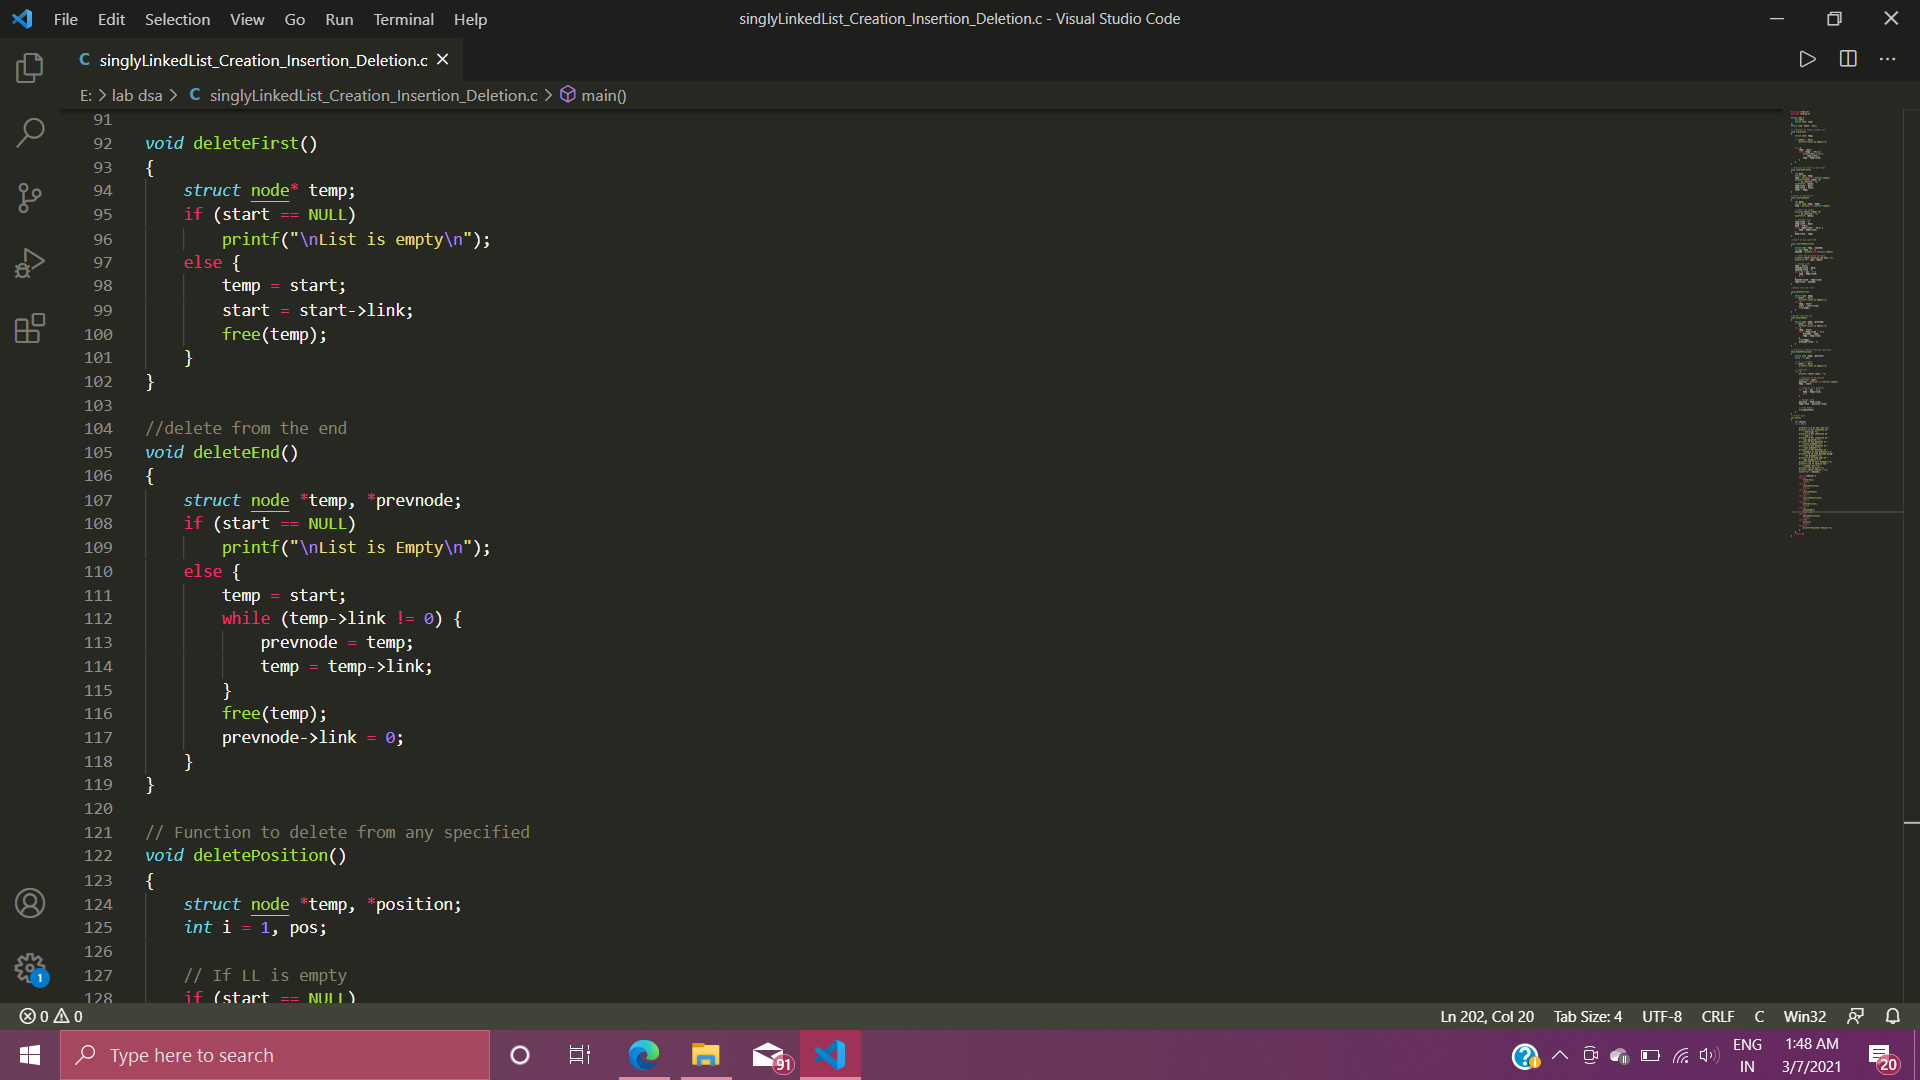 File Edit Selection View Go Run Terminal Help
singlyLinkedList_Creation_Insertion_Deletion.c - Visual Studio Code
C singlyLinkedList_Creation_Insertion_Deletion.c
E: > lab dsa > C singlyLinkedList_Creation_Insertion_Deletion.c > main()
91
92 void deleteFirst()
93 {
94     struct node* temp;
95     if (start == NULL)
96         printf("\nList is empty\n");
97     else {
98         temp = start;
99         start = start->link;
100         free(temp);
101     }
102 }
103
104 //delete from the end
105 void deleteEnd()
106 {
107     struct node *temp, *prevnode;
108     if (start == NULL)
109         printf("\nList is Empty\n");
110     else {
111         temp = start;
112         while (temp->link != 0) {
113             prevnode = temp;
114             temp = temp->link;
115         }
116         free(temp);
117         prevnode->link = 0;
118     }
119 }
120
121 // Function to delete from any specified
122 void deletePosition()
123 {
124     struct node *temp, *position;
125     int i = 1, pos;
126
127     // If LL is empty
128     if (start == NULL)
1
0 0
Ln 202, Col 20 Tab Size: 4 UTF-8 CRLF C Win32
Type here to search
91
ENG
IN
1:48 AM
3/7/2021
20